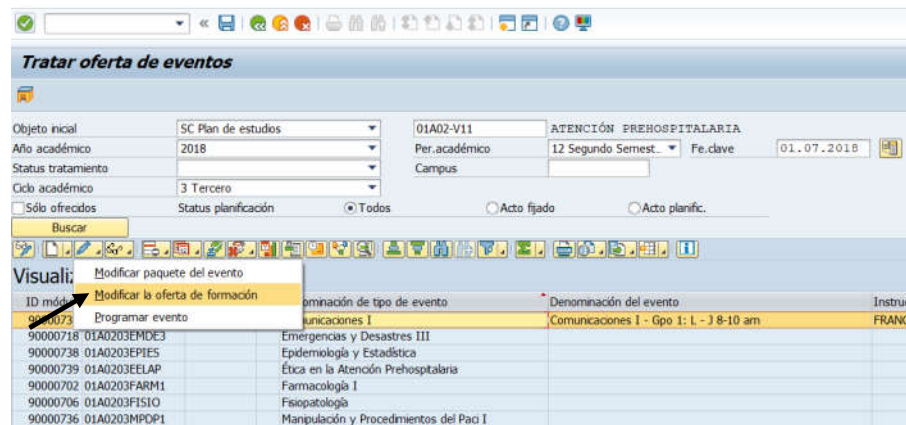 Tratar oferta de eventos
Objeto inicial SC Plan de estudios 01A02-V11 ATENCIÓN PREHOSPITALARIA
Año académico 2018 Per.académico 12 Segundo Semest.. Fe.clave 01.07.2018
Status tratamiento Campus
Ciclo académico 3 Tercero
Sólo ofrecidos Status planificación Todos Acto fijado Acto planific.
Buscar
Visuali
Modificar paquete del evento
Modificar la oferta de formación
Programar evento
ID mód ominación de tipo de evento Denominación del evento Instruc
9000073 unicaciones I Comunicaciones I - Gpo 1: L - J 8-10 am FRANC
90000718 01A0203EMDE3 Emergencias y Desastres III
90000738 01A0203EPIES Epidemiología y Estadística
90000739 01A0203EELAP Ética en la Atención Prehospitalaria
90000702 01A0203FARM1 Farmacología I
90000706 01A0203FISIO Fisiopatología
90000736 01A0203MPDP1 Manipulación y Procedimientos del Paci I